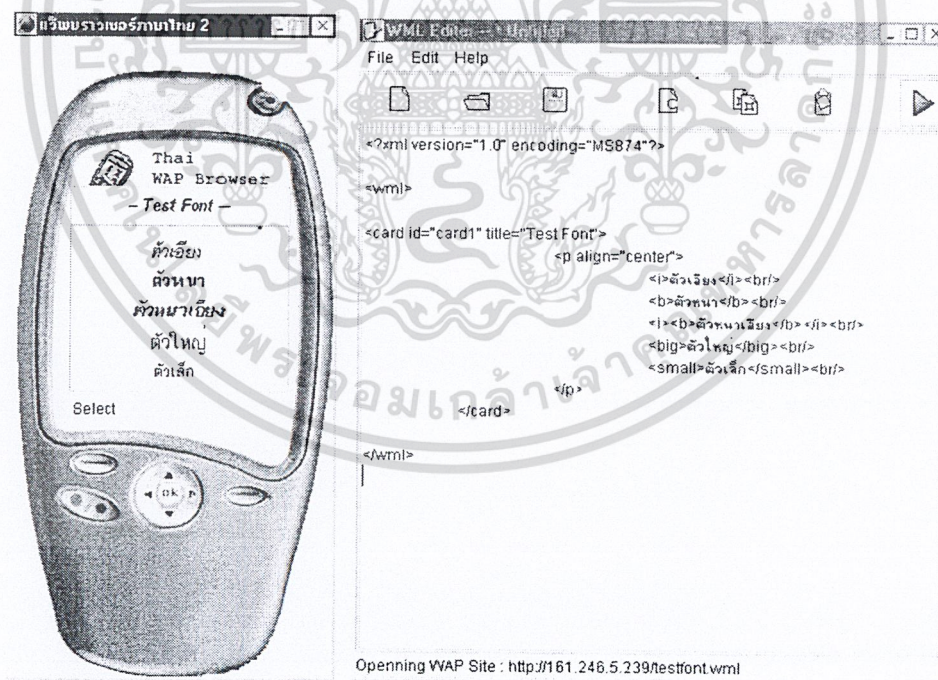 แว๊พบราวเซอร์ภาษาไทย 2
Thai
WAP Browser
– Test Font –
ตัวเอียง
ตัวหนา
ตัวหนาเอียง
ตัวใหญ่
ตัวเล็ก
Select
ok
WML Editor
File Edit Help
<?xml version="1.0" encoding="MS874"?>
<wml>
<card id="card1" title="Test Font">
<p align="center">
<i>ตัวเอียง</i><br/>
<b>ตัวหนา</b><br/>
<i><b>ตัวหนาเอียง</b></i><br/>
<big>ตัวใหญ่</big><br/>
<small>ตัวเล็ก</small><br/>
</p>
</card>
</wml>
Openning WAP Site : http://161.246.5.239/testfont.wml